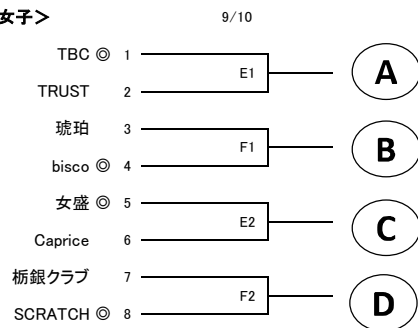 女子＞ 9/10
TBC ◎ 1
E1
A
TRUST 2
琥珀 3
F1
B
bisco ◎ 4
女盛 ◎ 5
E2
C
Caprice 6
栃銀クラブ 7
F2
D
SCRATCH ◎ 8